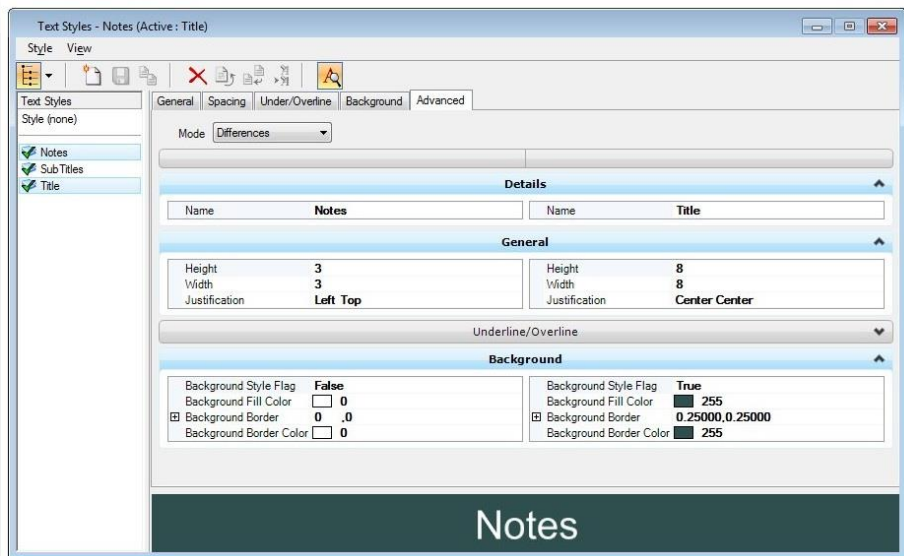 Text Styles - Notes (Active : Title)
Style View
Text Styles
Style (none)
Notes
SubTitles
Title
General Spacing Under/Overline Background Advanced
Mode Differences
Details
Name Notes Name Title
General
Height 3 Height 8
Width 3 Width 8
Justification Left Top Justification Center Center
Underline/Overline
Background
Background Style Flag False Background Style Flag True
Background Fill Color 0 Background Fill Color 255
Background Border 0 ,0 Background Border 0.25000,0.25000
Background Border Color 0 Background Border Color 255
Notes